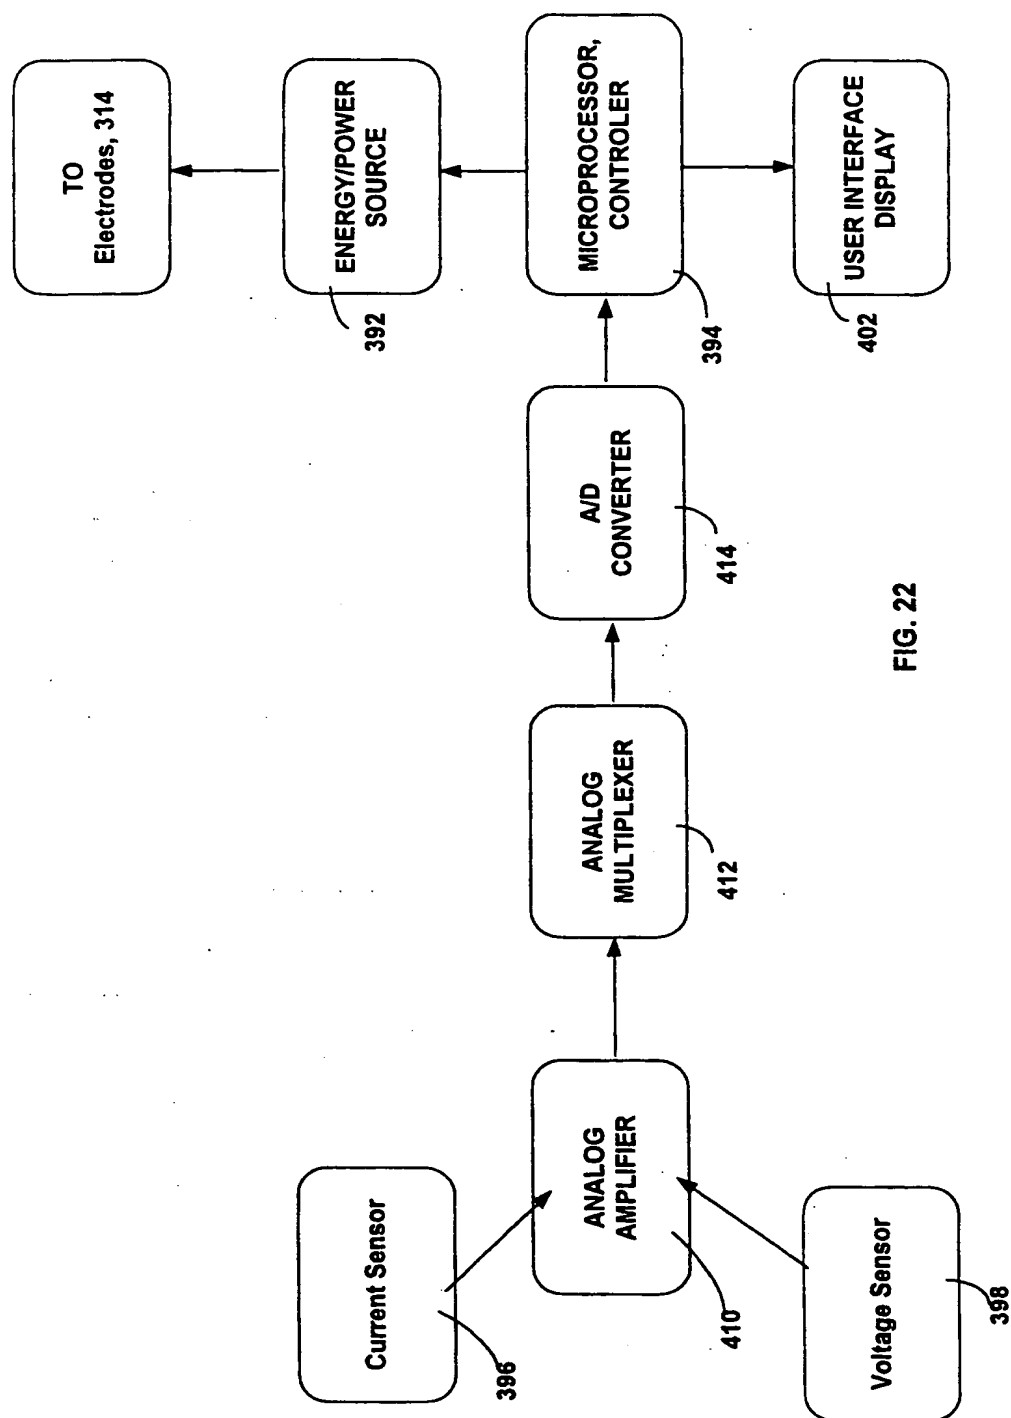 Current Sensor
396
Voltage Sensor
398
ANALOG
AMPLIFIER
410
ANALOG
MULTIPLEXER
412
A/D
CONVERTER
414
MICROPROCESSOR,
CONTROLER
394
ENERGY/POWER
SOURCE
392
TO
Electrodes, 314
USER INTERFACE
DISPLAY
402
FIG. 22